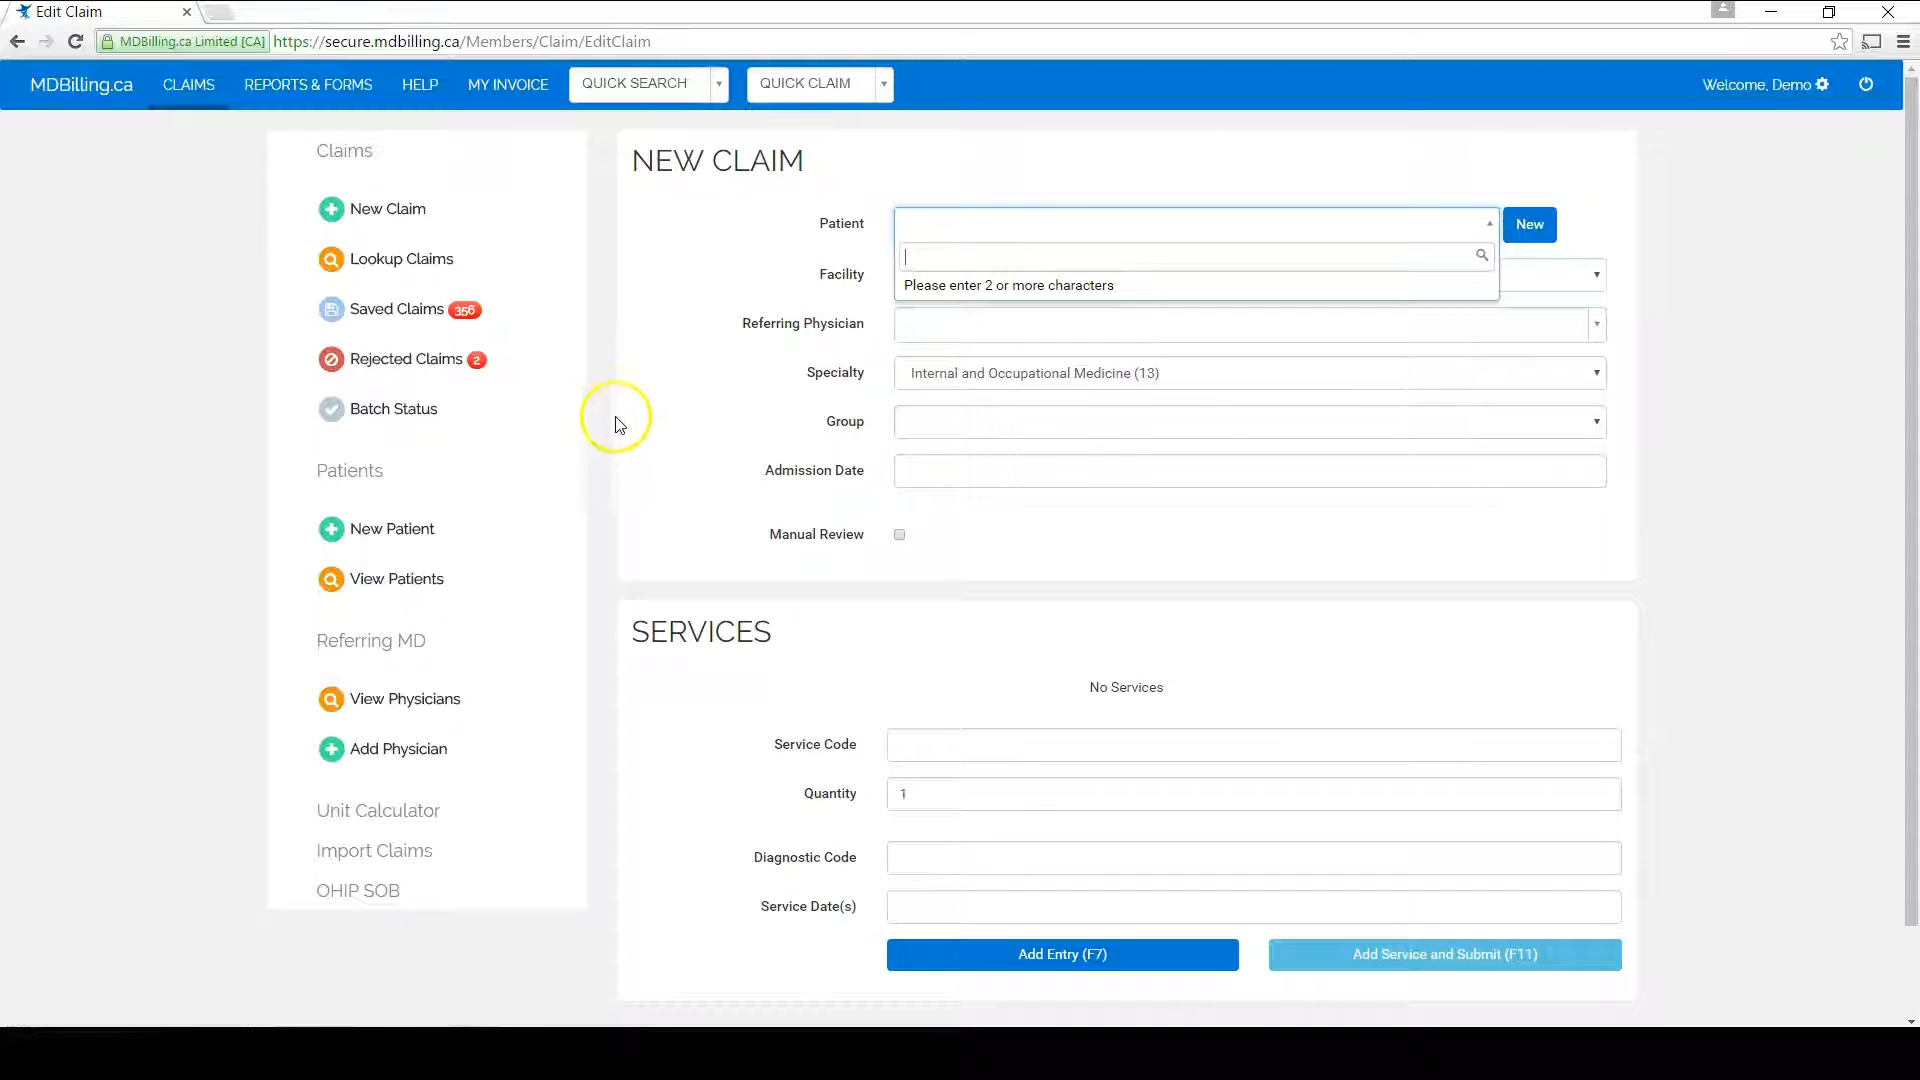 Edit Claim
MDBilling.ca Limited [CA] https://secure.mdbilling.ca/Members/Claim/EditClaim
MDBilling.ca CLAIMS REPORTS & FORMS HELP MY INVOICE QUICK SEARCH QUICK CLAIM Welcome, Demo
Claims
New Claim
Lookup Claims
Saved Claims 356
Rejected Claims 2
Batch Status
Patients
New Patient
View Patients
Referring MD
View Physicians
Add Physician
Unit Calculator
Import Claims
OHIP SOB
NEW CLAIM
Patient New
Please enter 2 or more characters
Facility
Referring Physician
Specialty Internal and Occupational Medicine (13)
Group
Admission Date
Manual Review
SERVICES
No Services
Service Code
Quantity 1
Diagnostic Code
Service Date(s)
Add Entry (F7) Add Service and Submit (F11)